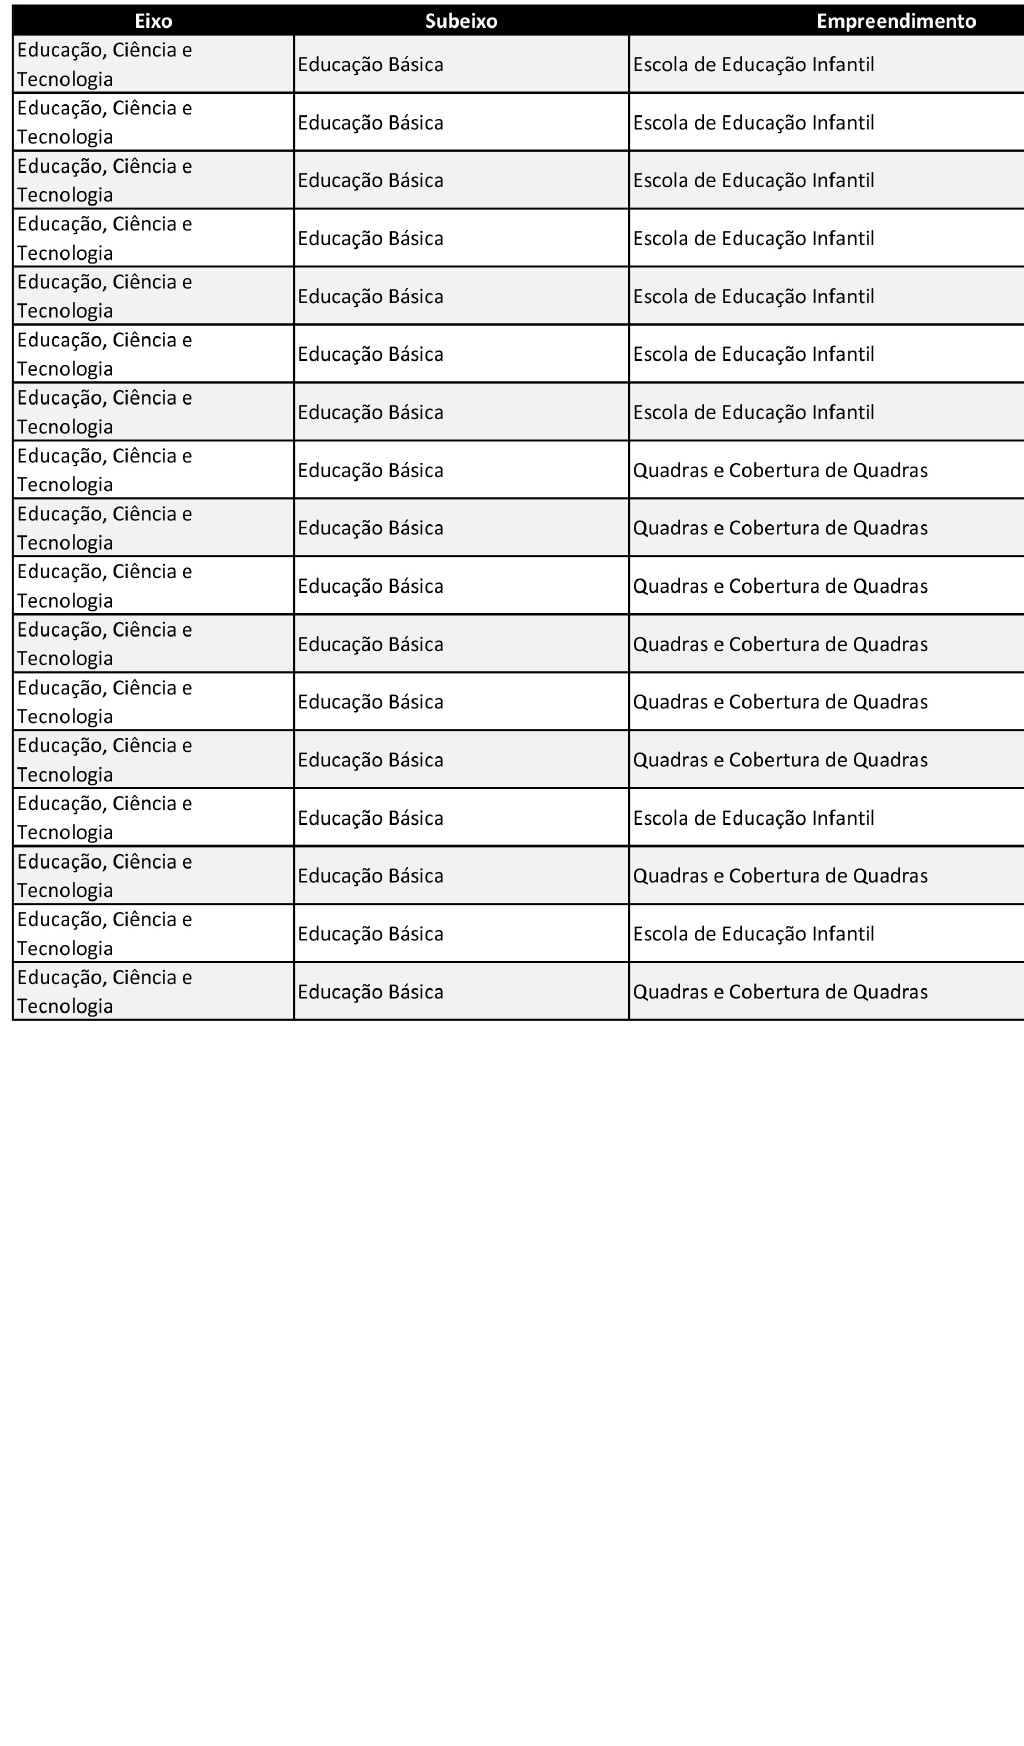 Eixo Subeixo Empreendimento
Educação, Ciência e
Tecnologia
Educação Básica
Escola de Educação Infantil
Educação, Ciência e
Tecnologia
Educação Básica
Escola de Educação Infantil
Educação, Ciência e
Tecnologia
Educação Básica
Escola de Educação Infantil
Educação, Ciência e
Tecnologia
Educação Básica
Escola de Educação Infantil
Educação, Ciência e
Tecnologia
Educação Básica
Escola de Educação Infantil
Educação, Ciência e
Tecnologia
Educação Básica
Escola de Educação Infantil
Educação, Ciência e
Tecnologia
Educação Básica
Escola de Educação Infantil
Educação, Ciência e
Tecnologia
Educação Básica
Quadras e Cobertura de Quadras
Educação, Ciência e
Tecnologia
Educação Básica
Quadras e Cobertura de Quadras
Educação, Ciência e
Tecnologia
Educação Básica
Quadras e Cobertura de Quadras
Educação, Ciência e
Tecnologia
Educação Básica
Quadras e Cobertura de Quadras
Educação, Ciência e
Tecnologia
Educação Básica
Quadras e Cobertura de Quadras
Educação, Ciência e
Tecnologia
Educação Básica
Quadras e Cobertura de Quadras
Educação, Ciência e
Tecnologia
Educação Básica
Escola de Educação Infantil
Educação, Ciência e
Tecnologia
Educação Básica
Quadras e Cobertura de Quadras
Educação, Ciência e
Tecnologia
Educação Básica
Escola de Educação Infantil
Educação, Ciência e
Tecnologia
Educação Básica
Quadras e Cobertura de Quadras